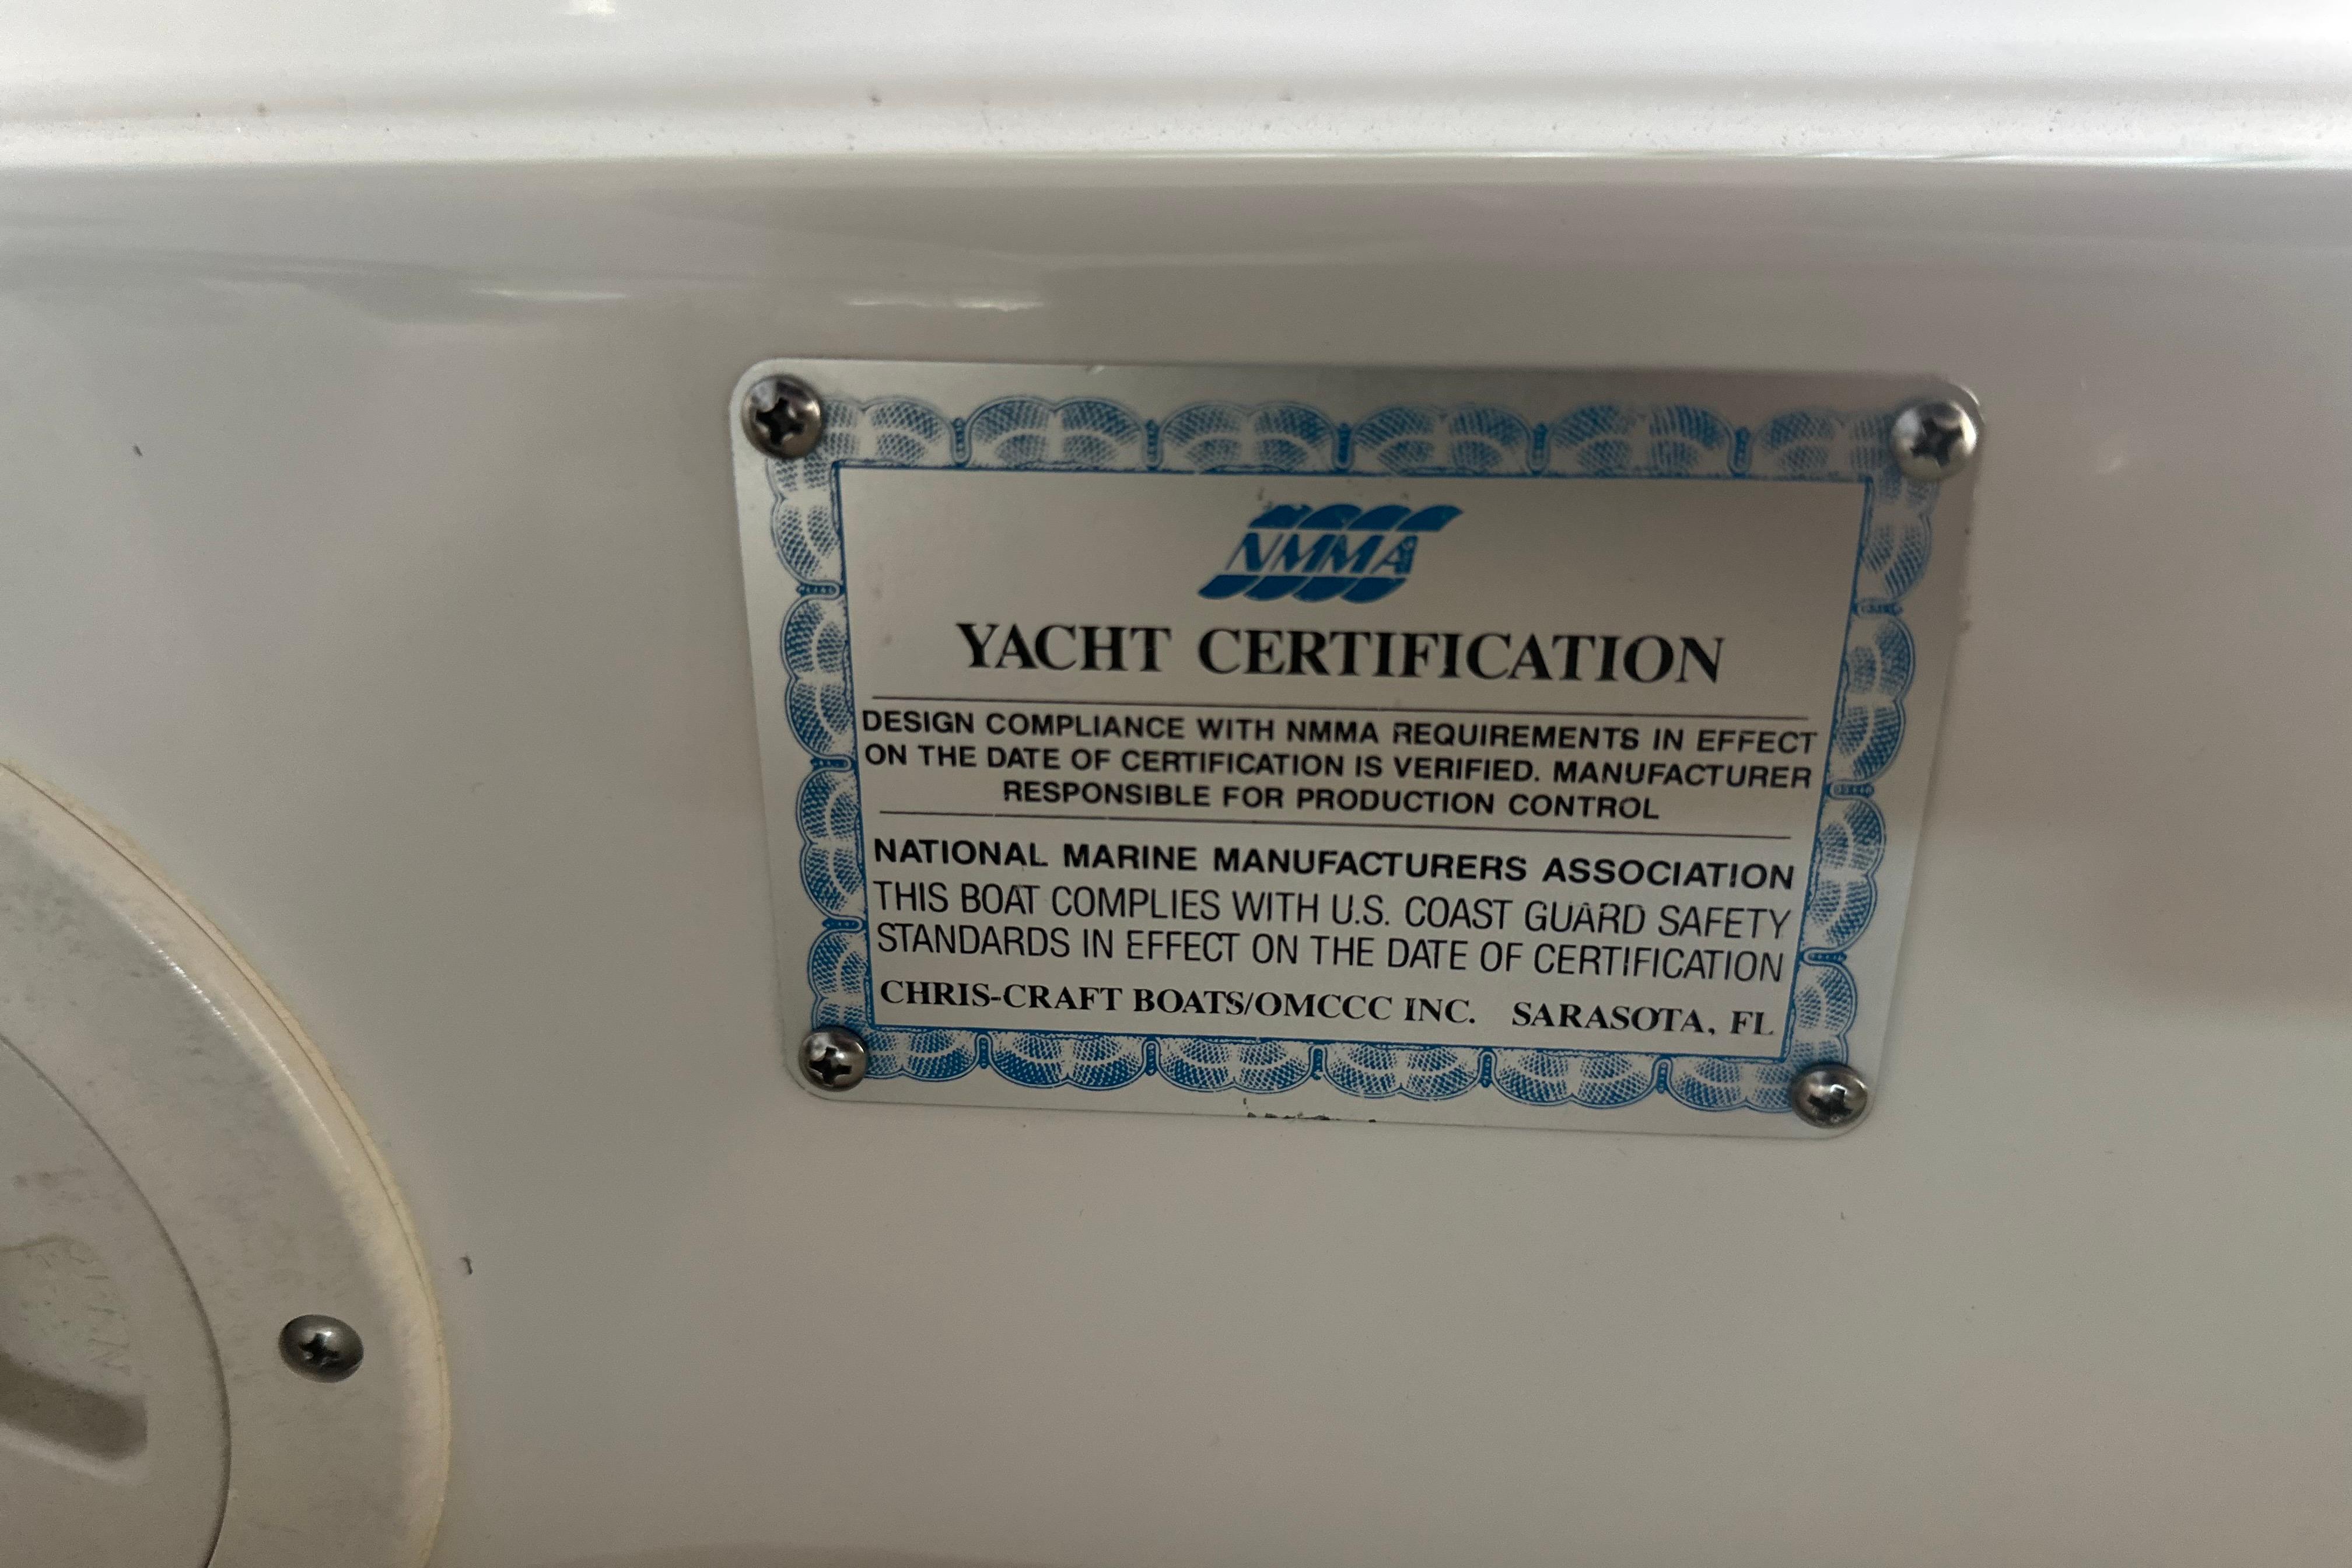 NMMA
YACHT CERTIFICATION
DESIGN COMPLIANCE WITH NMMA REQUIREMENTS IN EFFECT
ON THE DATE OF CERTIFICATION IS VERIFIED. MANUFACTURER
RESPONSIBLE FOR PRODUCTION CONTROL
NATIONAL MARINE MANUFACTURERS ASSOCIATION
THIS BOAT COMPLIES WITH U.S. COAST GUARD SAFETY
STANDARDS IN EFFECT ON THE DATE OF CERTIFICATION
CHRIS-CRAFT BOATS/OMCCC INC. SARASOTA, FL
OPEN